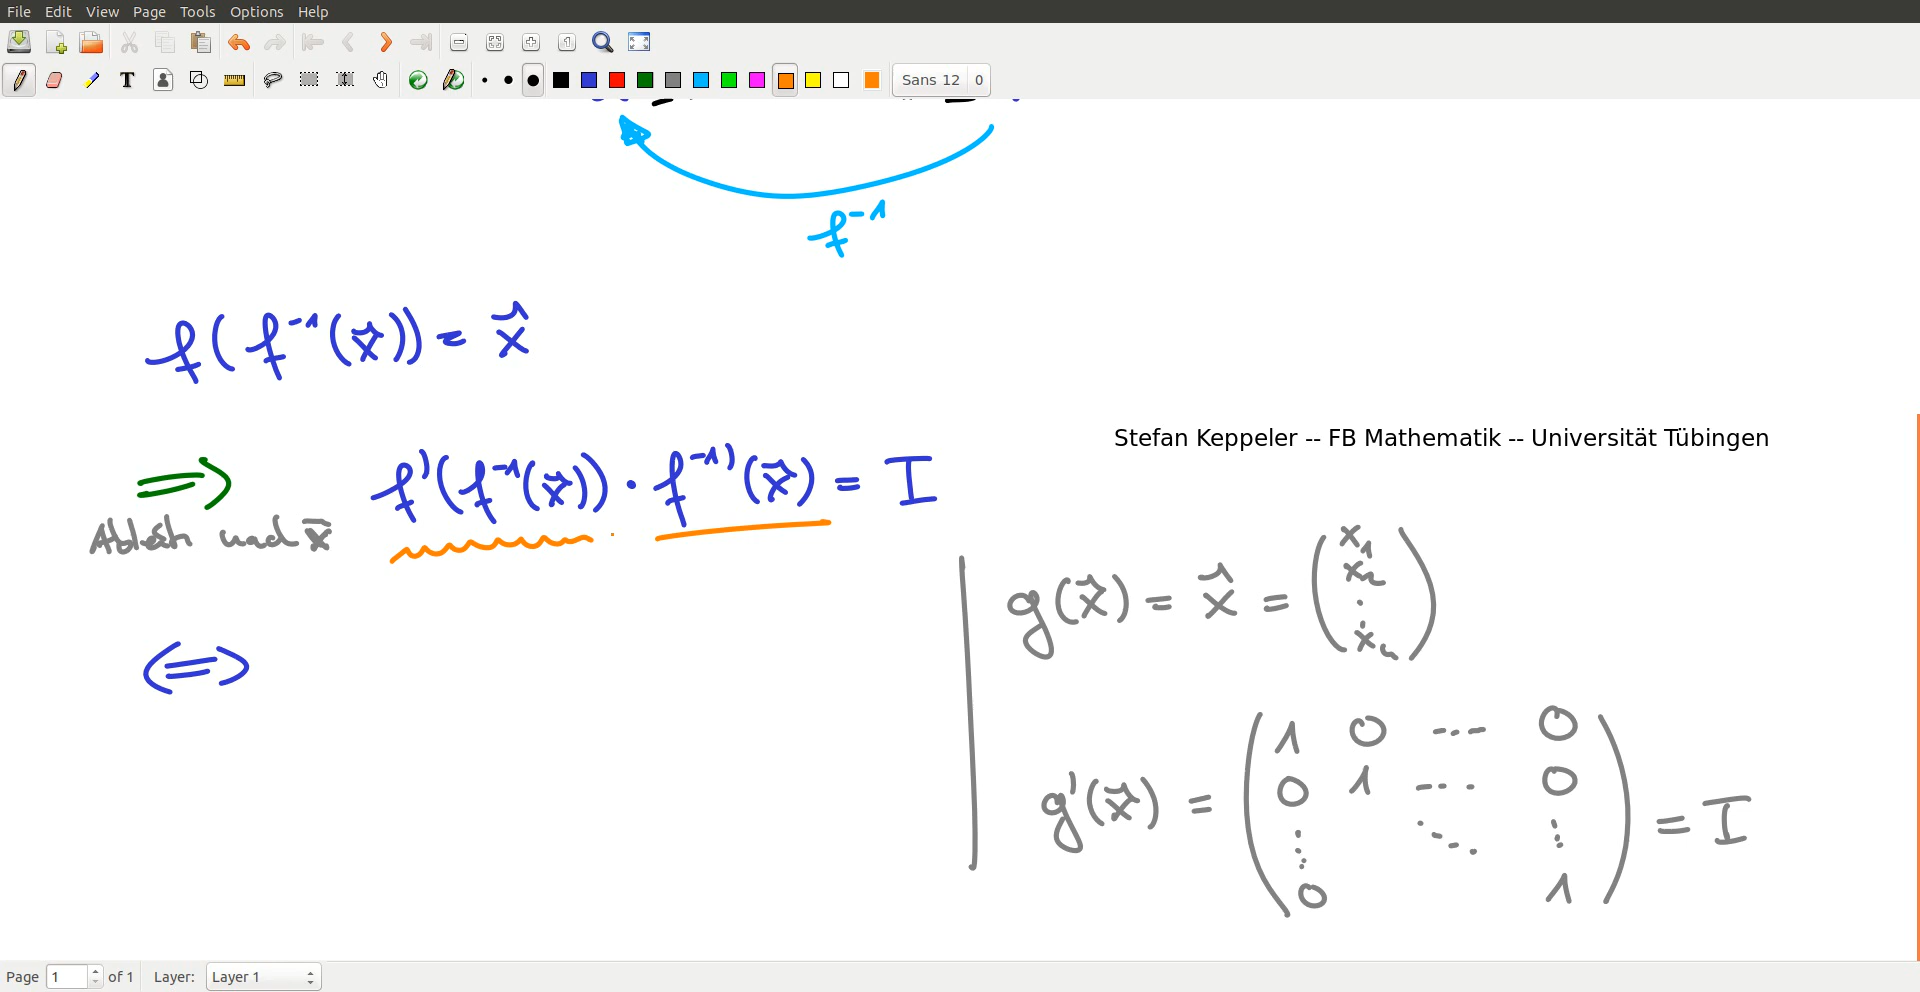 File Edit View Page Tools Options Help
Sans 12 0
f⁻¹
f(f⁻¹(x⃗)) = x⃗
Stefan Keppeler -- FB Mathematik -- Universität Tübingen
⟹ f'(f⁻¹(x⃗)) · f⁻¹'(x⃗) = I
nach x⃗
g(x⃗) = x⃗ = (x₁ x₂ ⋮ xₙ)
⟺
g'(x⃗) = (1 0 ... 0
0 1 ... 0
⋮ ⋱ ⋮
0 1) = I
Page 1 of 1 Layer: Layer 1